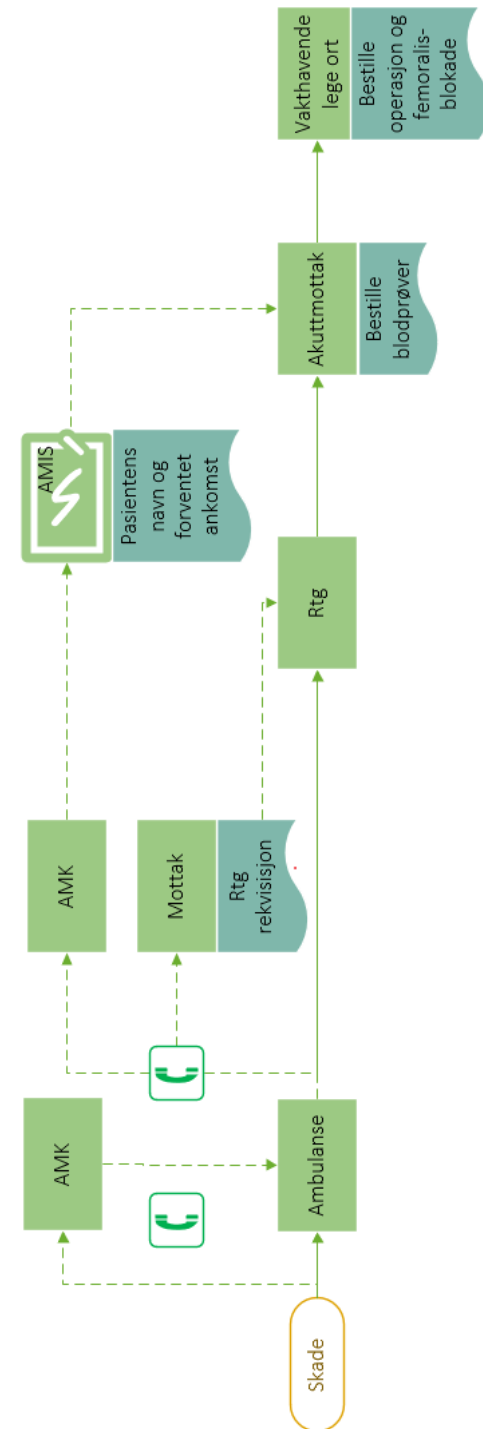 Skade
AMK
Ambulanse
AMK
Mottak
Rtg
rekvisisjon
AMIS
Pasientens
navn og
forventet
ankomst
Rtg
Akuttmottak
Bestille
blodprøver
Vakthavende
lege ort
Bestille
operasjon og
femoralis-
blokade